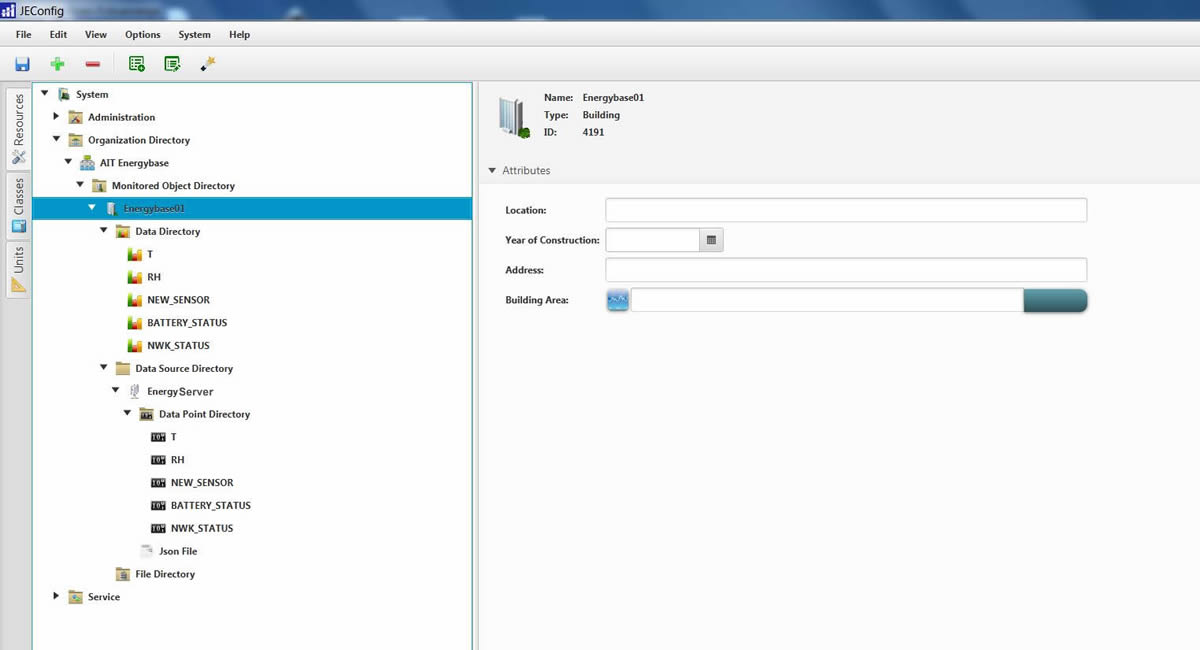 JEConfig
File Edit View Options System Help
Resources
Classes
Units
System
Administration
Organization Directory
AIT Energybase
Monitored Object Directory
Energybase01
Data Directory
T
RH
NEW_SENSOR
BATTERY_STATUS
NWK_STATUS
Data Source Directory
EnergyServer
Data Point Directory
T
RH
NEW_SENSOR
BATTERY_STATUS
NWK_STATUS
Json File
File Directory
Service
Name: Energybase01
Type: Building
ID: 4191
Attributes
Location:
Year of Construction:
Address:
Building Area: